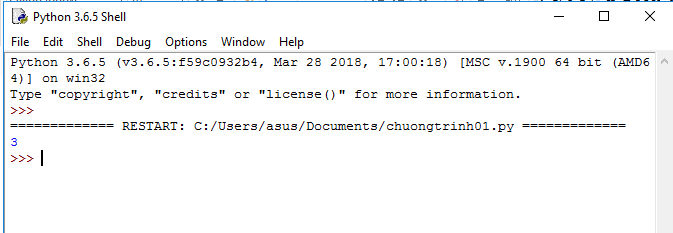 Python 3.6.5 Shell
File Edit Shell Debug Options Window Help
Python 3.6.5 (v3.6.5:f59c0932b4, Mar 28 2018, 17:00:18) [MSC v.1900 64 bit (AMD6
4)] on win32
Type "copyright", "credits" or "license()" for more information.
>>>
============= RESTART: C:/Users/asus/Documents/chuongtrinh01.py =============
3
>>>